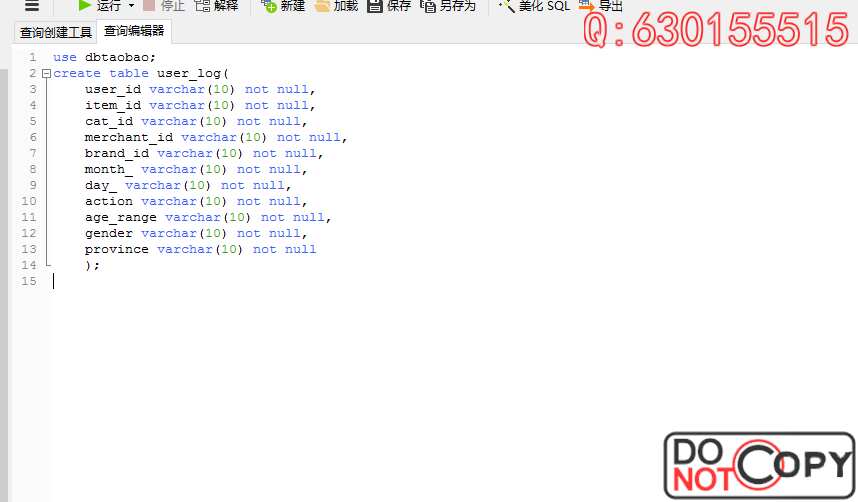 运行 停止 解释 新建 加载 保存 另存为 美化 SQL 导出
查询创建工具 查询编辑器
Q:630155515
1 use dbtaobao;
2 create table user_log(
3 user_id varchar(10) not null,
4 item_id varchar(10) not null,
5 cat_id varchar(10) not null,
6 merchant_id varchar(10) not null,
7 brand_id varchar(10) not null,
8 month_ varchar(10) not null,
9 day_ varchar(10) not null,
10 action varchar(10) not null,
11 age_range varchar(10) not null,
12 gender varchar(10) not null,
13 province varchar(10) not null
14 );
15
DO NOT COPY